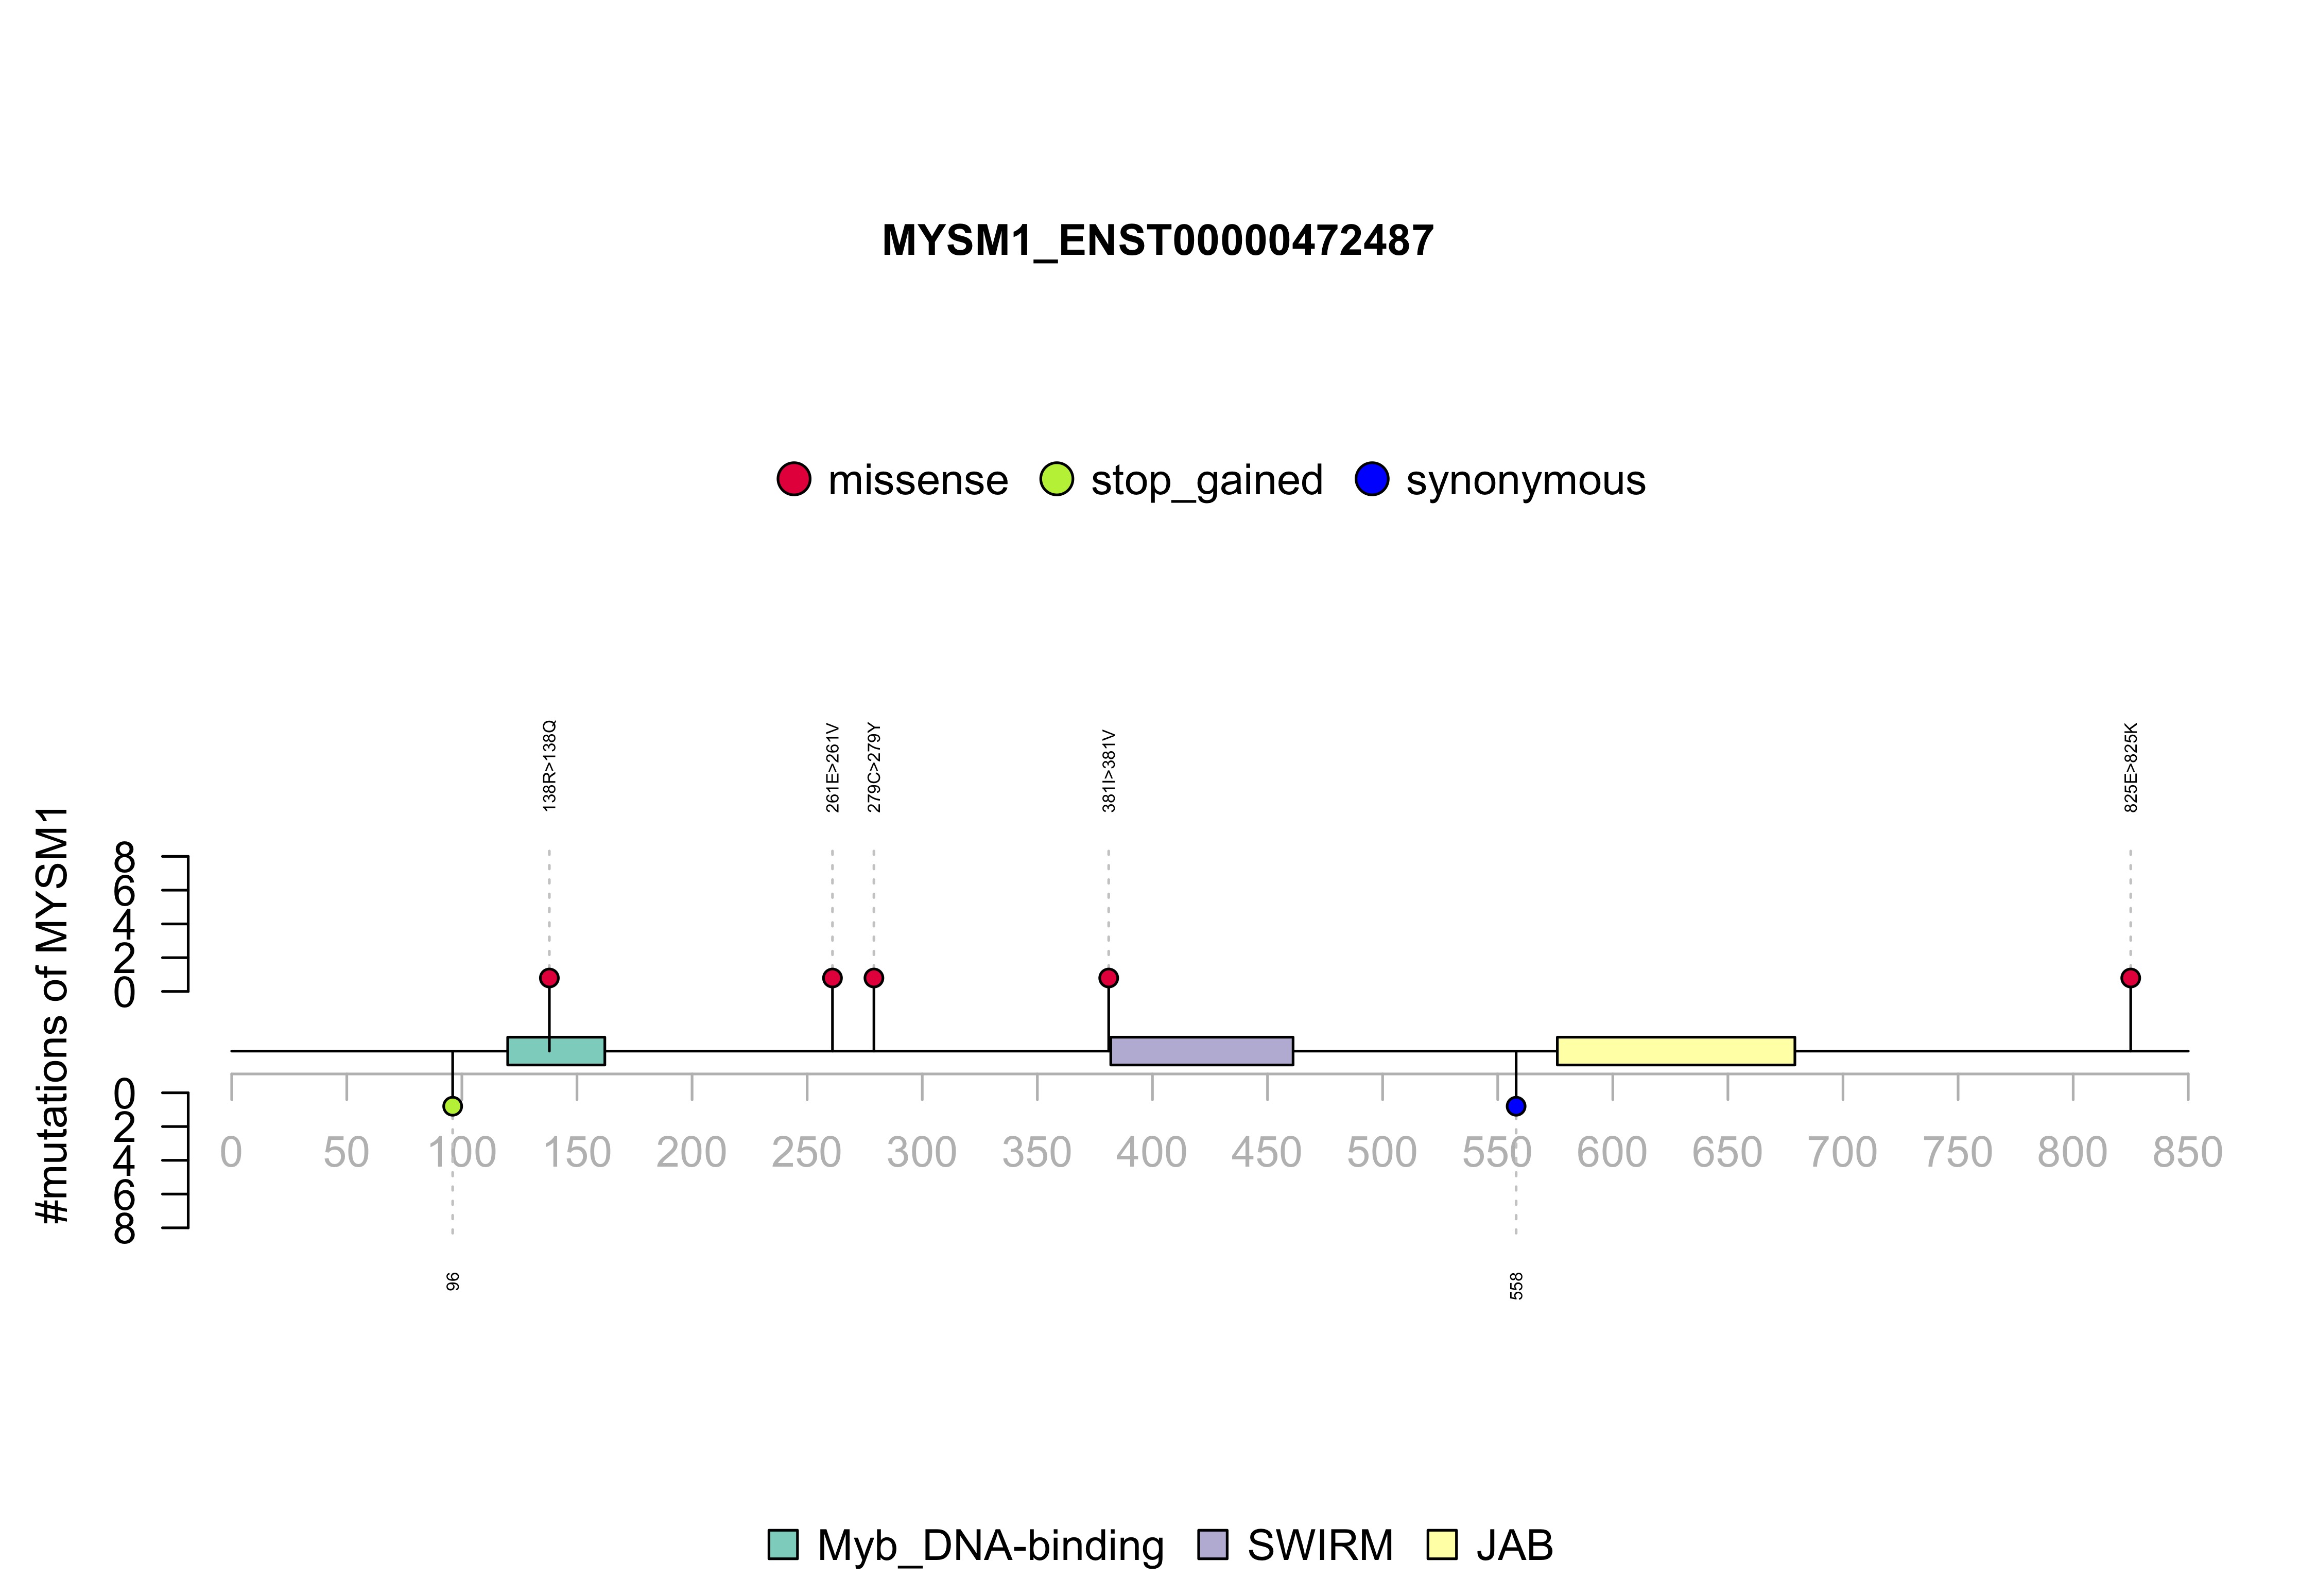 MYSM1_ENST00000472487
missense stop_gained synonymous
138R>138Q
261E>261V
279C>279Y
381I>381V
825E>825K
#mutations of MYSM1
8
6
4
2
0
0
2
4
6
8
0 50 100 150 200 250 300 350 400 450 500 550 600 650 700 750 800 850
96
558
Myb_DNA-binding SWIRM JAB